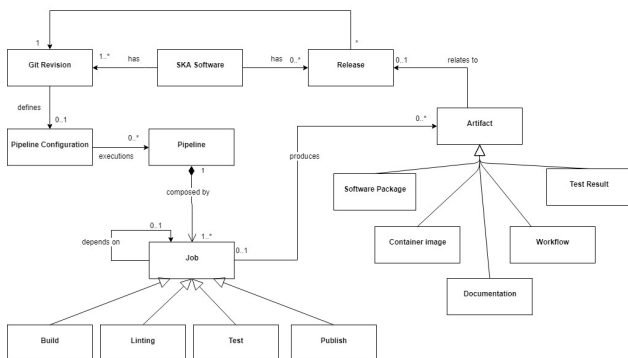 1
*
Git Revision
1..*
has
SKA Software
has
0..*
Release
0..1
relates to
defines
0..1
0..*
Artifact
Pipeline Configuration
0..*
executions
Pipeline
1
produces
composed by
Software Package
Test Result
0..1
depends on
1..*
Job
0..1
Container image
Workflow
Documentation
Build
Linting
Test
Publish